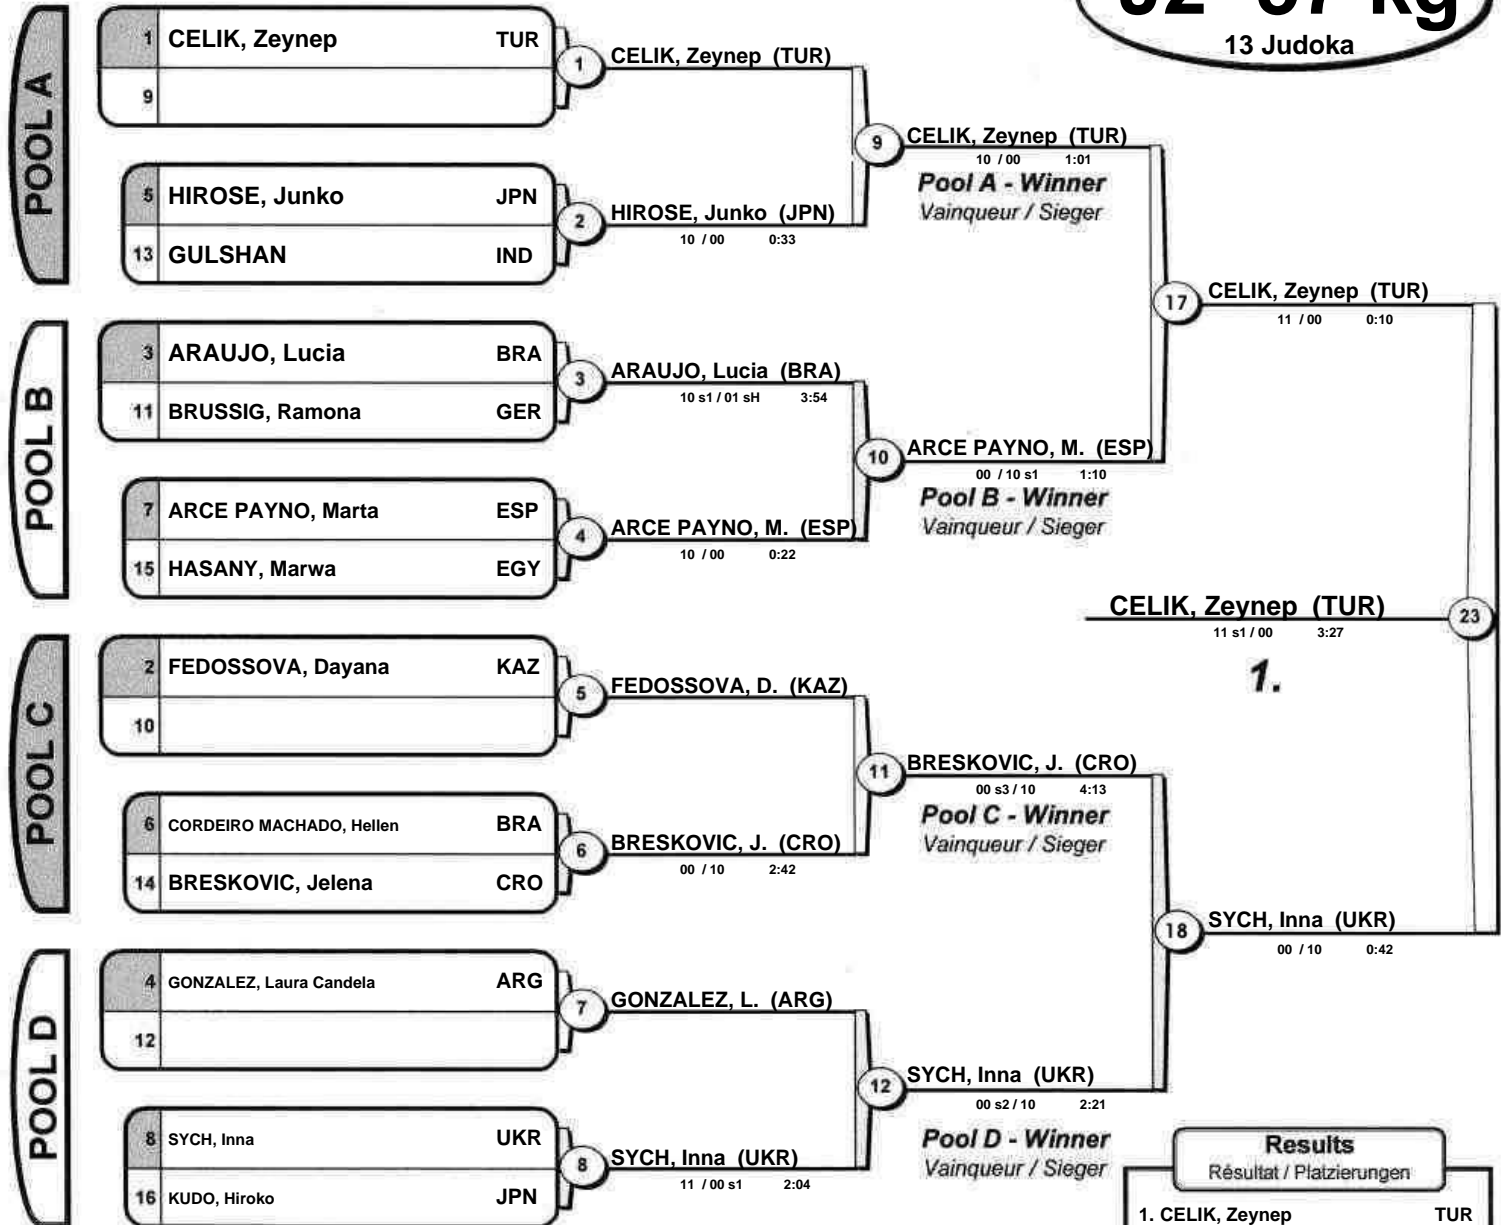 52 -57 kg
13 Judoka
POOL A
1 CELIK, Zeynep TUR
9
1 CELIK, Zeynep (TUR)
5 HIROSE, Junko JPN
13 GULSHAN IND
2 HIROSE, Junko (JPN)
10 / 00 0:33
9 CELIK, Zeynep (TUR)
10 / 00 1:01
Pool A - Winner
Vainqueur / Sieger
POOL B
3 ARAUJO, Lucia BRA
11 BRUSSIG, Ramona GER
3 ARAUJO, Lucia (BRA)
10 s1 / 01 sH 3:54
7 ARCE PAYNO, Marta ESP
15 HASANY, Marwa EGY
4 ARCE PAYNO, M. (ESP)
10 / 00 0:22
10 ARCE PAYNO, M. (ESP)
00 / 10 s1 1:10
Pool B - Winner
Vainqueur / Sieger
17 CELIK, Zeynep (TUR)
11 / 00 0:10
CELIK, Zeynep (TUR) 23
11 s1 / 00 3:27
1.
POOL C
2 FEDOSSOVA, Dayana KAZ
10
5 FEDOSSOVA, D. (KAZ)
6 CORDEIRO MACHADO, Hellen BRA
14 BRESKOVIC, Jelena CRO
6 BRESKOVIC, J. (CRO)
00 / 10 2:42
11 BRESKOVIC, J. (CRO)
00 s3 / 10 4:13
Pool C - Winner
Vainqueur / Sieger
18 SYCH, Inna (UKR)
00 / 10 0:42
POOL D
4 GONZALEZ, Laura Candela ARG
12
7 GONZALEZ, L. (ARG)
8 SYCH, Inna UKR
16 KUDO, Hiroko JPN
8 SYCH, Inna (UKR)
11 / 00 s1 2:04
12 SYCH, Inna (UKR)
00 s2 / 10 2:21
Pool D - Winner
Vainqueur / Sieger
Results
Résultat / Platzierungen
1. CELIK, Zeynep TUR